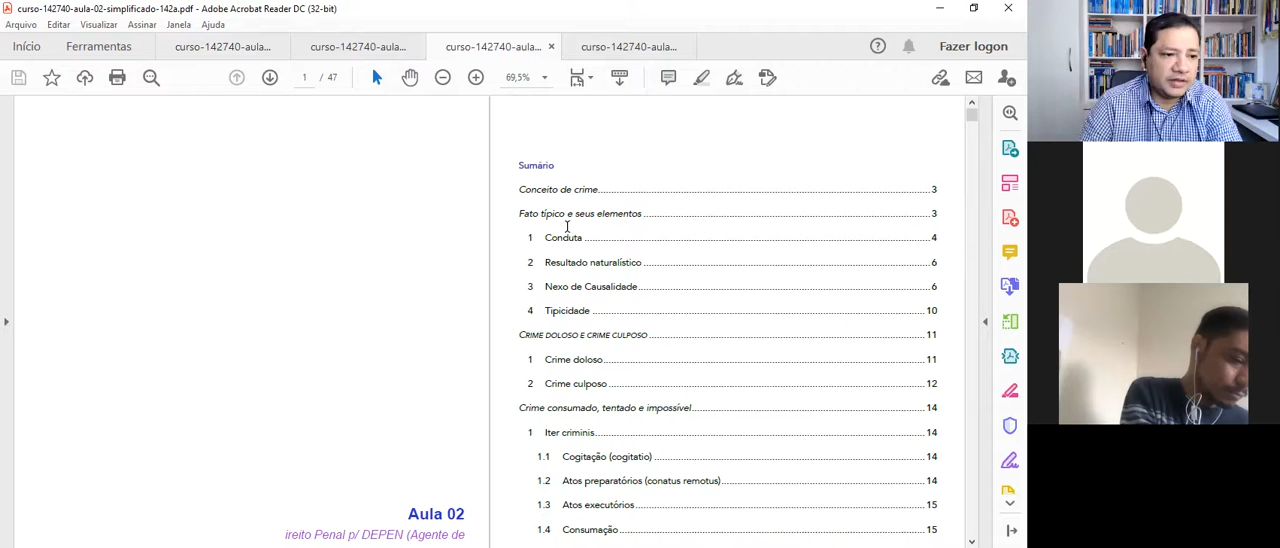 curso-142740-aula-02-simplificado-142a.pdf - Adobe Acrobat Reader DC (32-bit)
Arquivo Editar Visualizar Assinar Janela Ajuda
Início Ferramentas curso-142740-aula... curso-142740-aula... curso-142740-aula... × curso-142740-aula... Fazer logon
1 / 47 69,5%
Sumário
Conceito de crime 3
Fato típico e seus elementos 3
1 Conduta 4
2 Resultado naturalístico 6
3 Nexo de Causalidade 6
4 Tipicidade 10
CRIME DOLOSO E CRIME CULPOSO 11
1 Crime doloso 11
2 Crime culposo 12
Crime consumado, tentado e impossível 14
1 Iter criminis 14
1.1 Cogitação (cogitatio) 14
1.2 Atos preparatórios (conatus remotus) 14
1.3 Atos executórios 15
1.4 Consumação 15
Aula 02
ireito Penal p/ DEPEN (Agente de